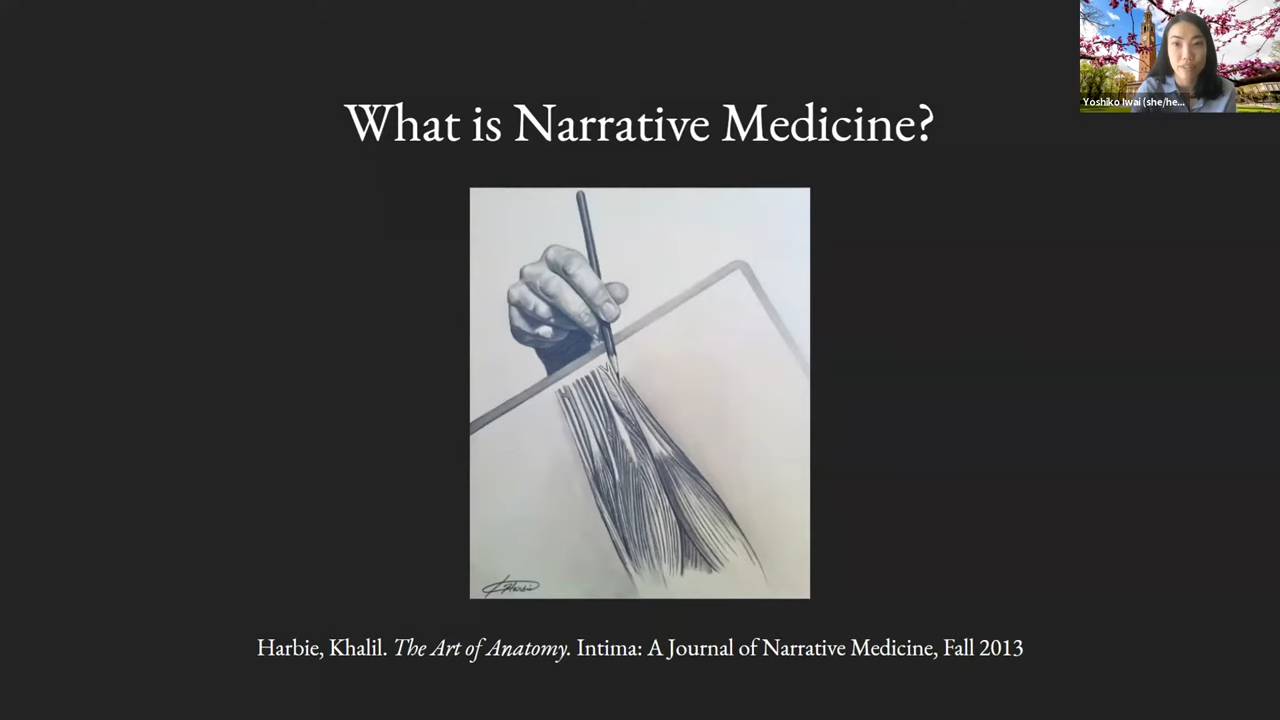 Yoshiko Iwai (she/he...
What is Narrative Medicine?
Harbie, Khalil. The Art of Anatomy. Intima: A Journal of Narrative Medicine, Fall 2013